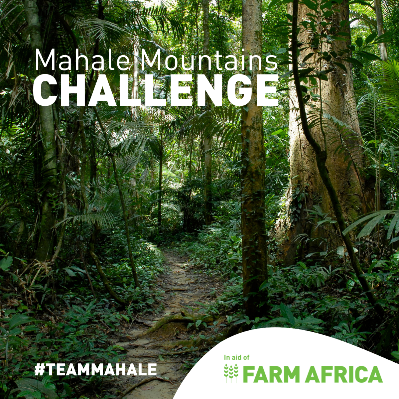 Mahale Mountains
CHALLENGE
#TEAMMAHALE
In aid of
FARM AFRICA